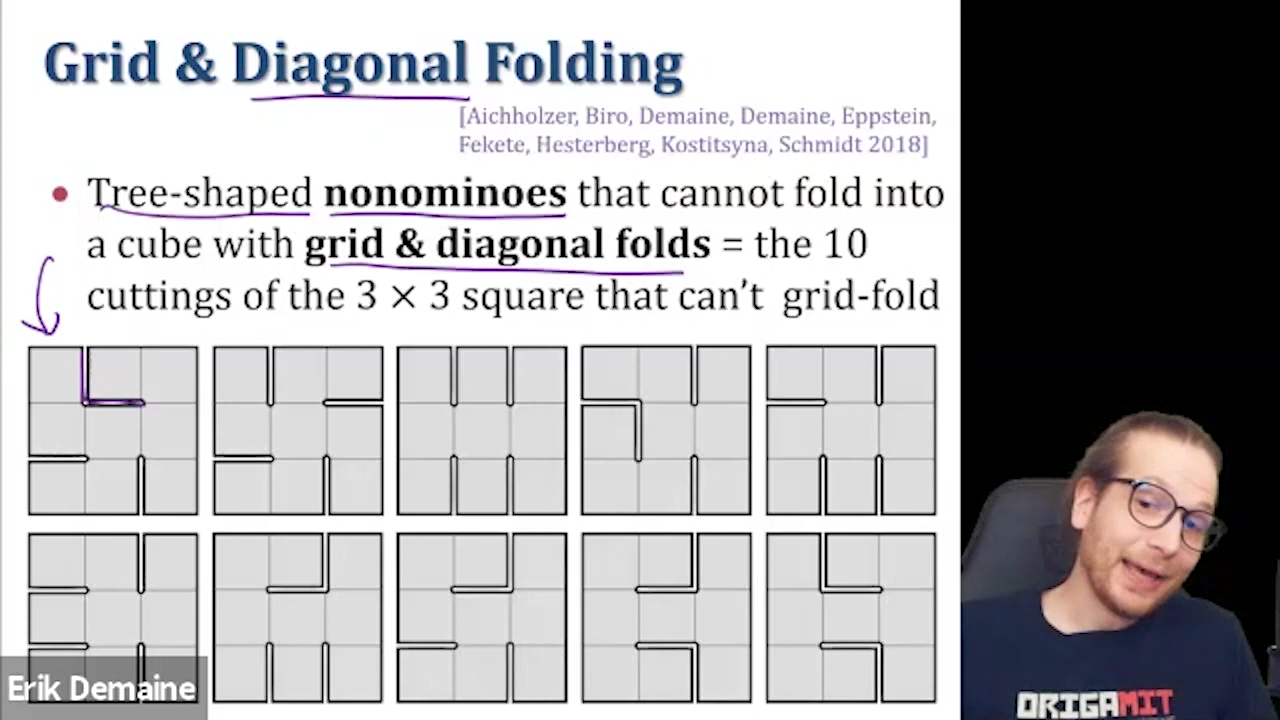 Grid & Diagonal Folding
[Aichholzer, Biro, Demaine, Demaine, Eppstein,
Fekete, Hesterberg, Kostitsyna, Schmidt 2018]
• Tree-shaped nonominoes that cannot fold into
a cube with grid & diagonal folds = the 10
cuttings of the 3 × 3 square that can't grid-fold
Erik Demaine
ORIGAMIT